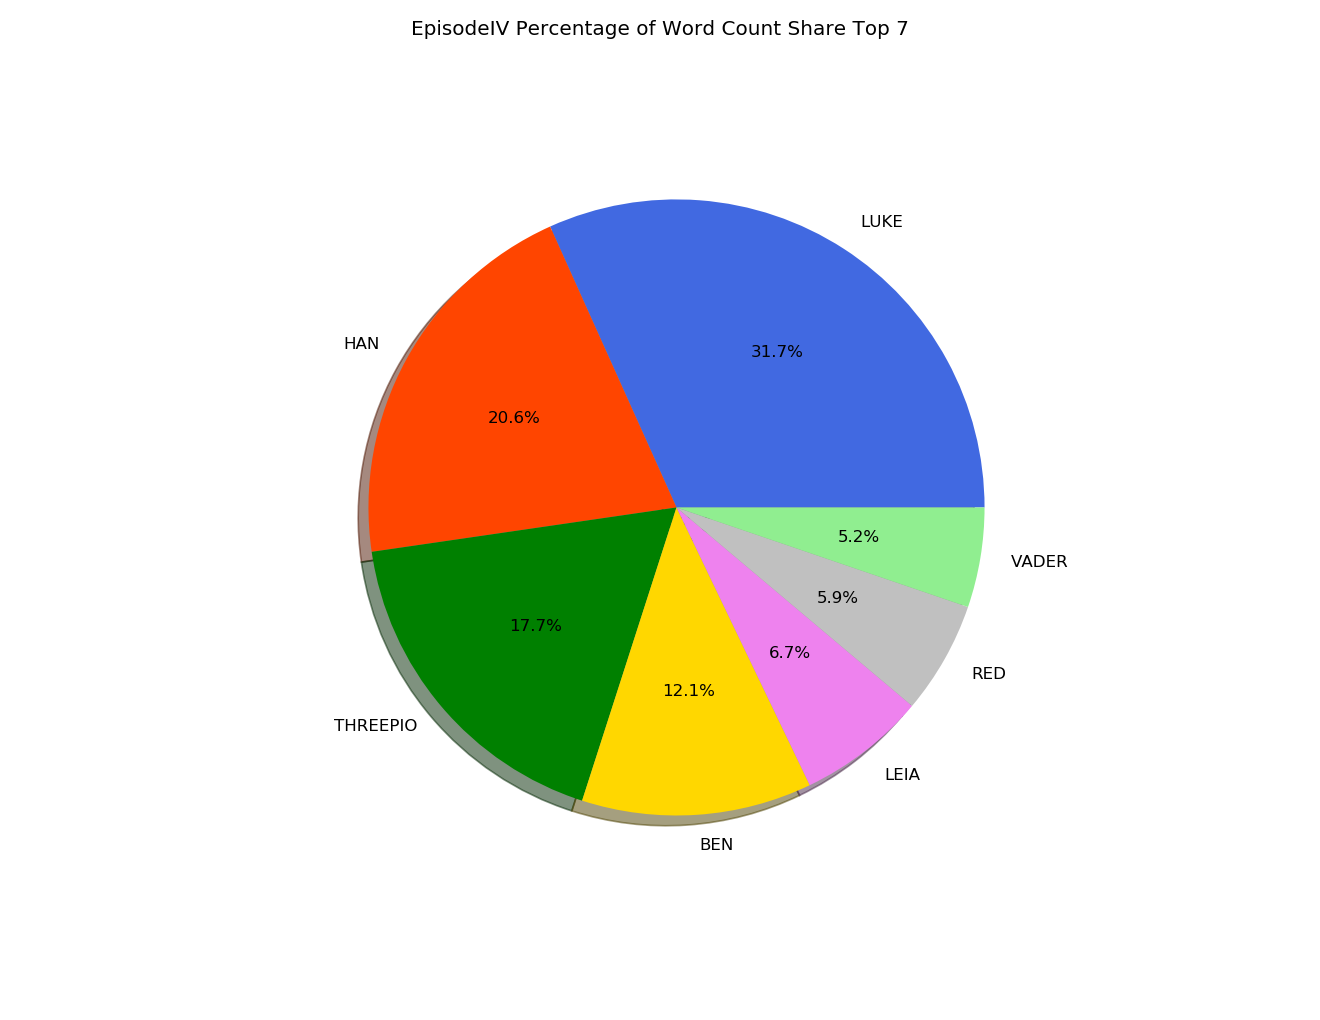 EpisodeIV Percentage of Word Count Share Top 7
LUKE
31.7%
HAN
20.6%
THREEPIO
17.7%
BEN
12.1%
LEIA
6.7%
RED
5.9%
VADER
5.2%